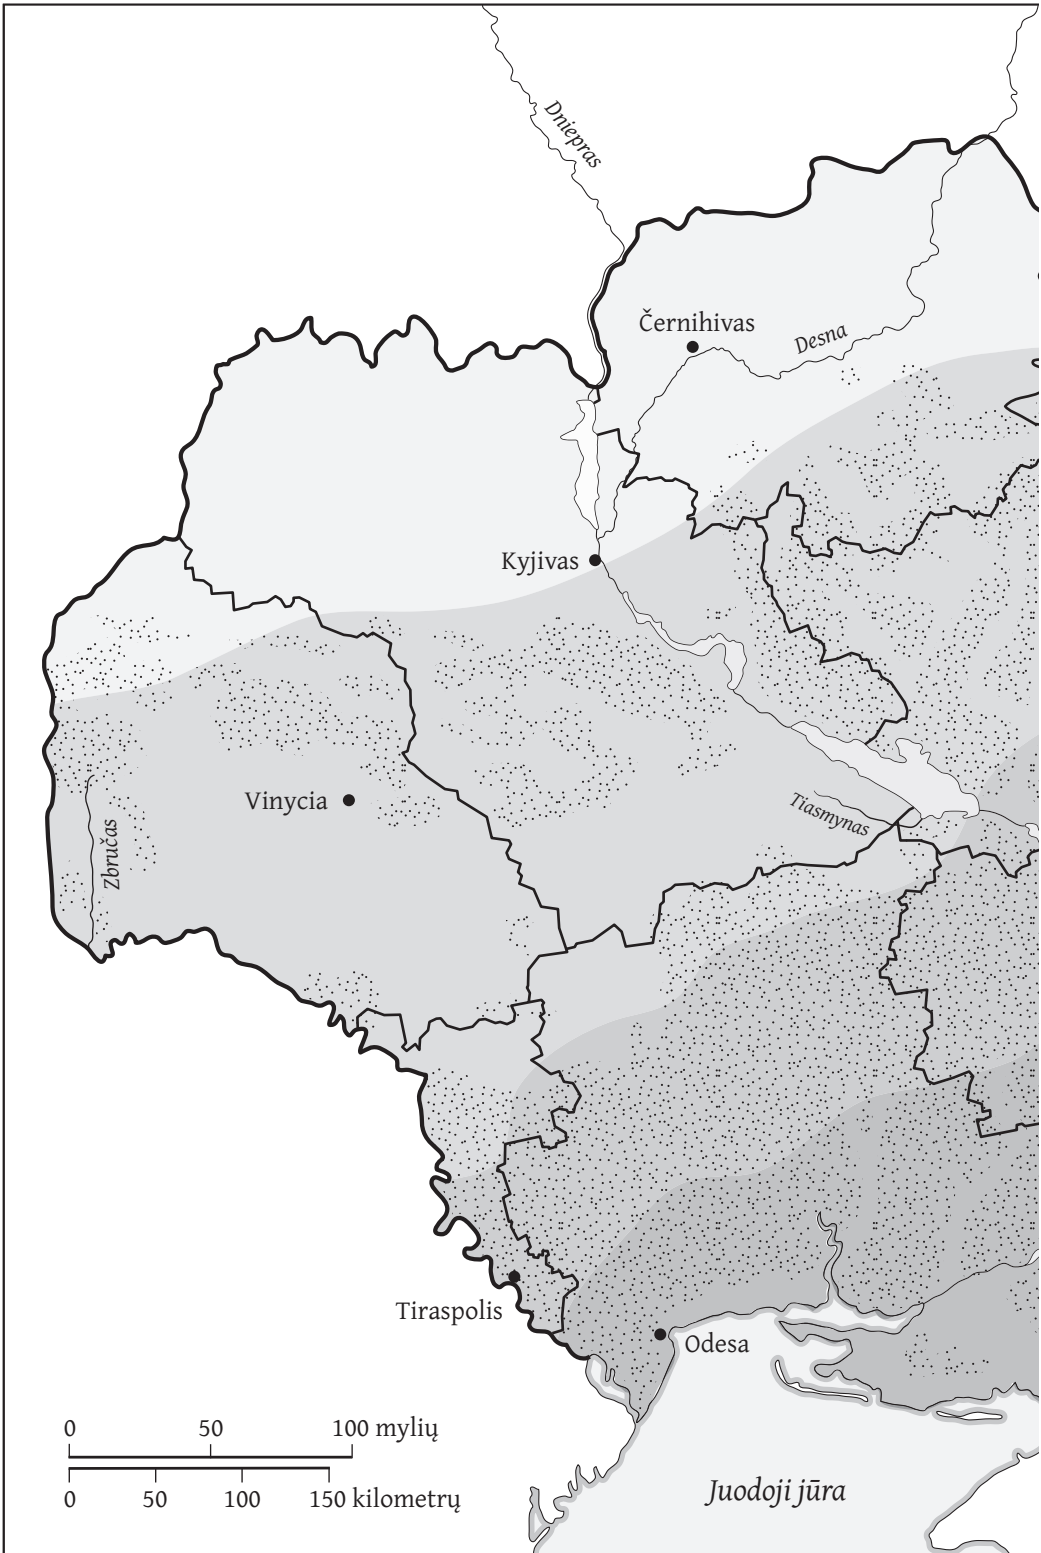 Dniepras
Černihivas
Desna
Kyjivas
Vinycia
Tiasmynas
Zbručas
Tiraspolis
Odesa
0 50 100 mylių
0 50 100 150 kilometrų
Juodoji jūra